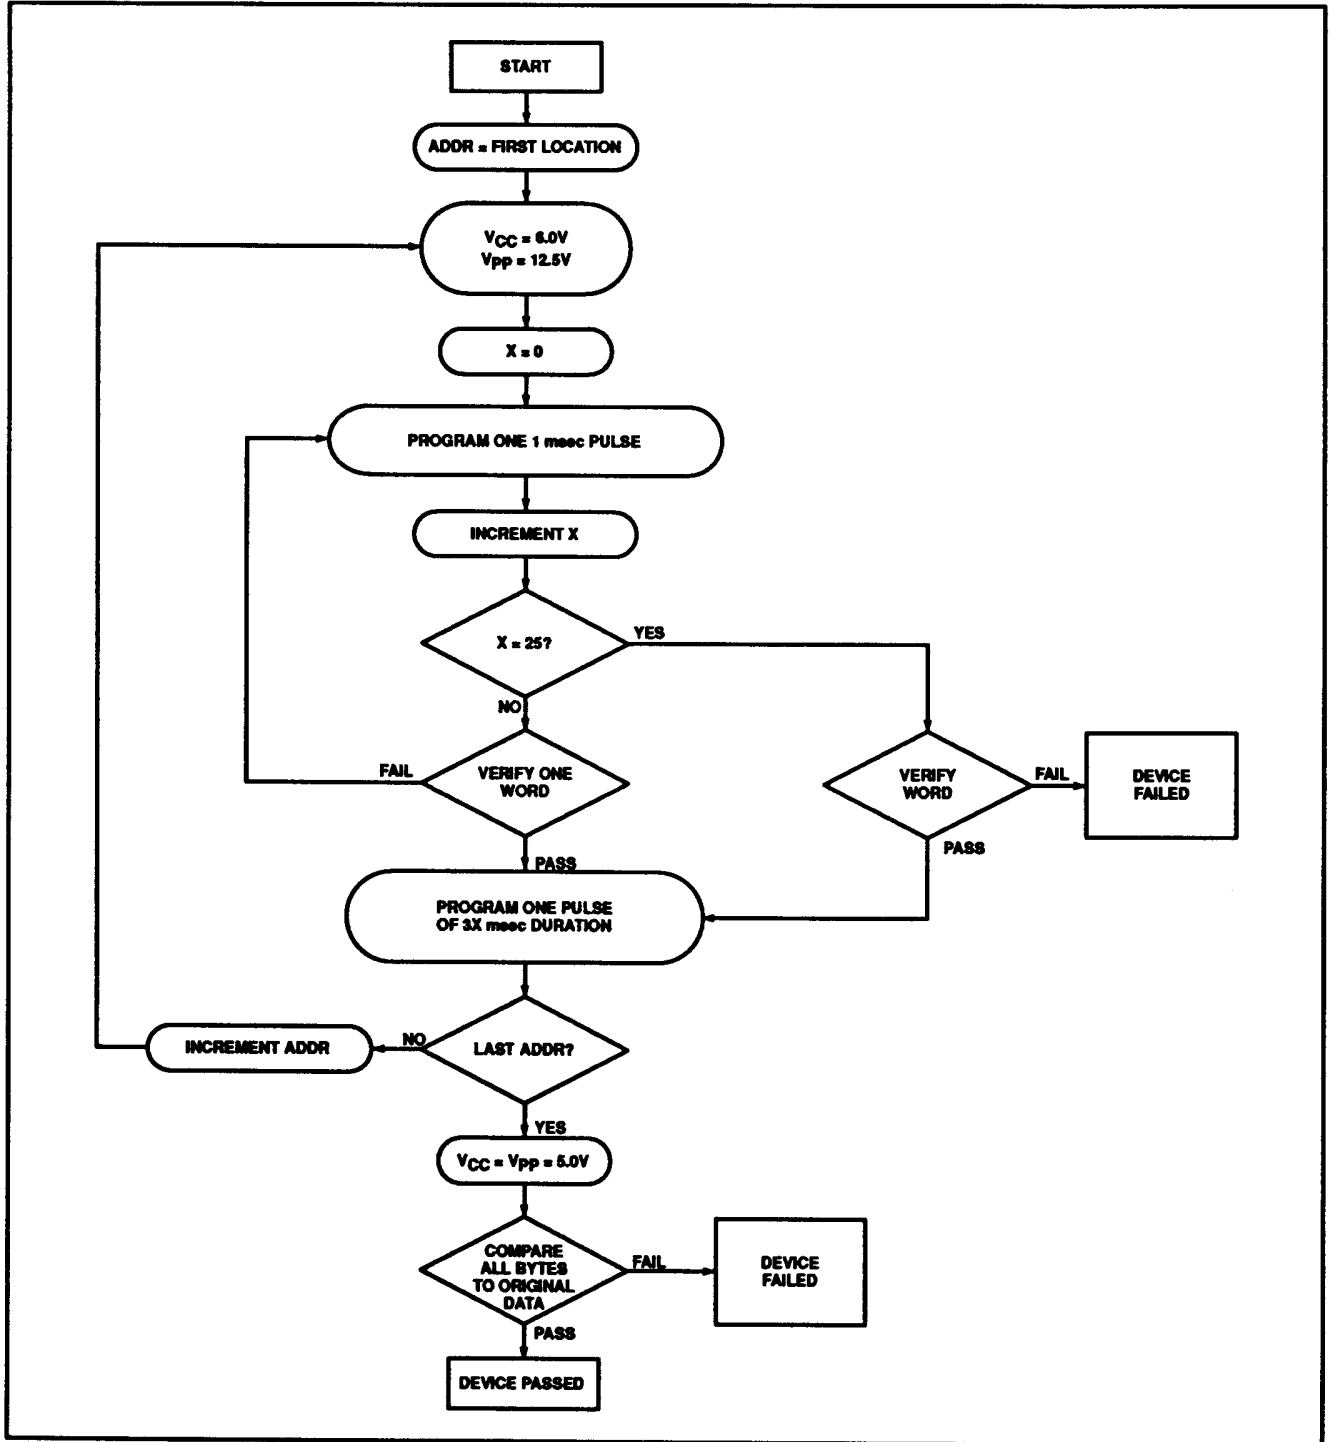 START
ADDR = FIRST LOCATION
VCC = 6.0V
Vpp = 12.5V
X = 0
PROGRAM ONE 1 msec PULSE
INCREMENT X
X = 25?
YES
NO
VERIFY ONE
WORD
FAIL
PASS
VERIFY
WORD
FAIL
PASS
DEVICE
FAILED
PROGRAM ONE PULSE
OF 3X msec DURATION
LAST ADDR?
NO
INCREMENT ADDR
YES
VCC = Vpp = 5.0V
COMPARE
ALL BYTES
TO ORIGINAL
DATA
FAIL
DEVICE
FAILED
PASS
DEVICE PASSED